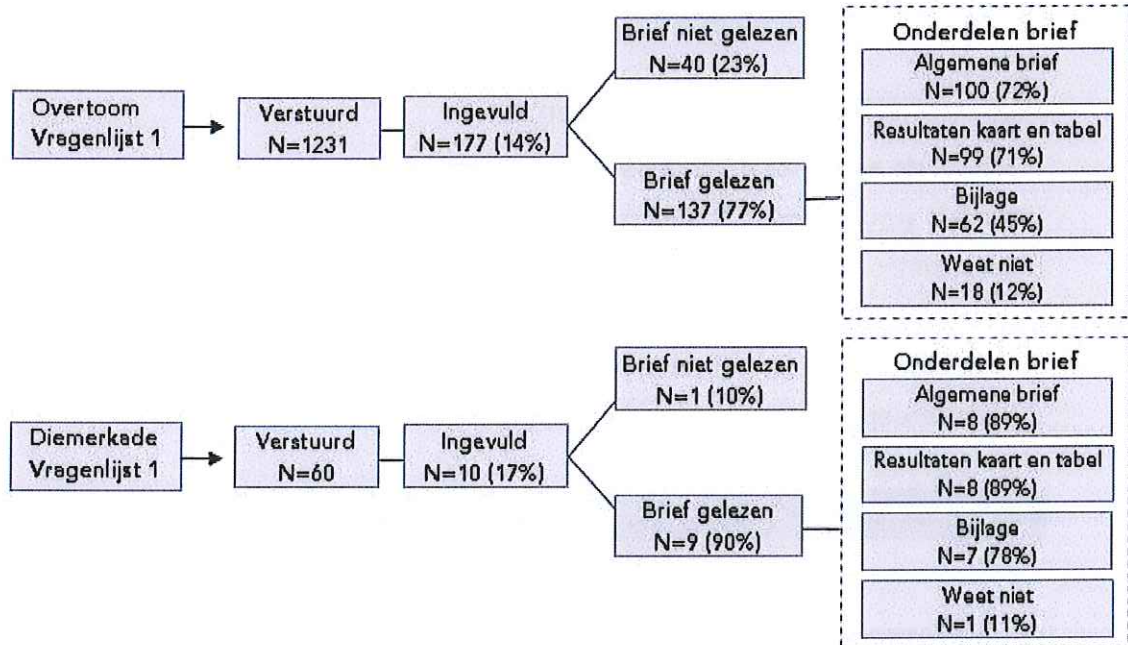 Overtoom
Vragenlijst 1
Verstuurd
N=1231
Ingevuld
N=177 (14%)
Brief niet gelezen
N=40 (23%)
Brief gelezen
N=137 (77%)
Onderdelen brief
Algemene brief
N=100 (72%)
Resultaten kaart en tabel
N=99 (71%)
Bijlage
N=62 (45%)
Weet niet
N=18 (12%)
Diemerkade
Vragenlijst 1
Verstuurd
N=60
Ingevuld
N=10 (17%)
Brief niet gelezen
N=1 (10%)
Brief gelezen
N=9 (90%)
Onderdelen brief
Algemene brief
N=8 (89%)
Resultaten kaart en tabel
N=8 (89%)
Bijlage
N=7 (78%)
Weet niet
N=1 (11%)